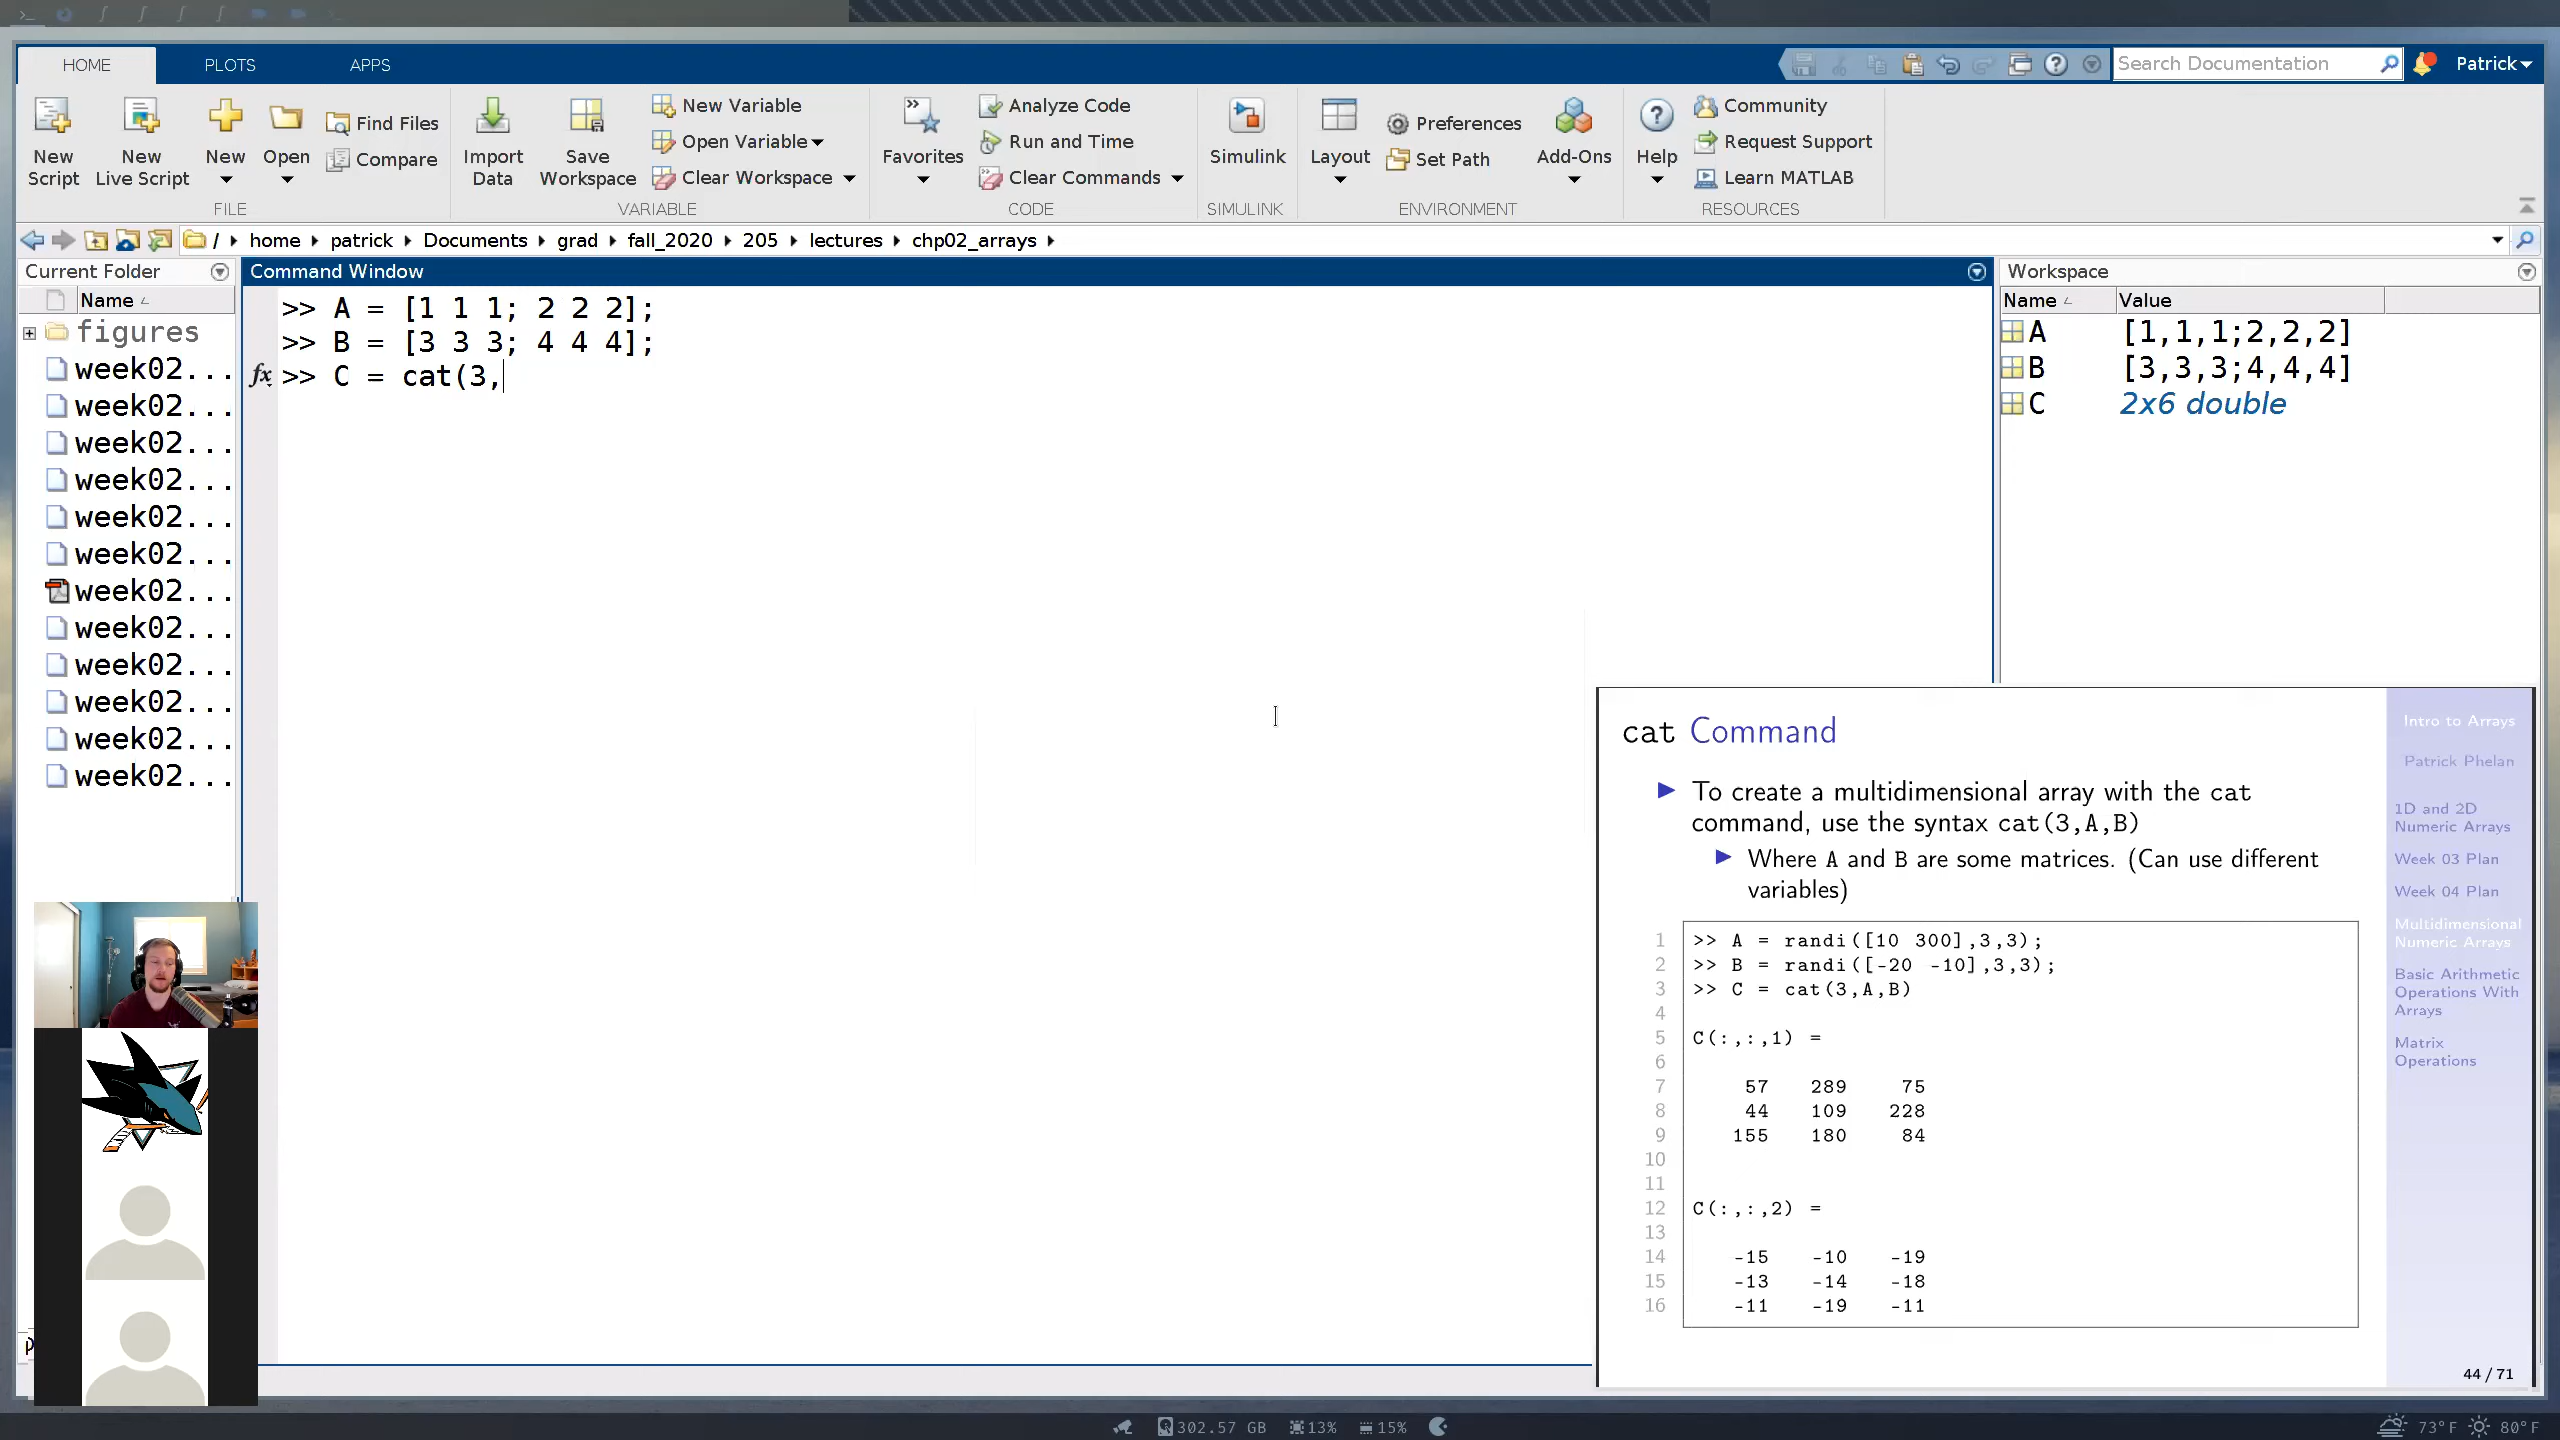 HOME PLOTS APPS
Search Documentation
Patrick
New Script
New Live Script
New
Open
Find Files
Compare
FILE
Import Data
Save Workspace
New Variable
Open Variable
Clear Workspace
VARIABLE
Favorites
Analyze Code
Run and Time
Clear Commands
CODE
Simulink
SIMULINK
Layout
Preferences
Set Path
Add-Ons
ENVIRONMENT
Help
Community
Request Support
Learn MATLAB
RESOURCES
/ home patrick Documents grad fall_2020 205 lectures chp02_arrays
Current Folder
Name
figures
week02...
week02...
week02...
week02...
week02...
week02...
week02...
week02...
week02...
week02...
week02...
week02...
Command Window
>> A = [1 1 1; 2 2 2];
>> B = [3 3 3; 4 4 4];
fx >> C = cat(3,
Workspace
Name Value
A [1,1,1;2,2,2]
B [3,3,3;4,4,4]
C 2x6 double
cat Command
To create a multidimensional array with the cat
command, use the syntax cat(3,A,B)
Where A and B are some matrices. (Can use different
variables)
1 >> A = randi([10 300],3,3);
2 >> B = randi([-20 -10],3,3);
3 >> C = cat(3,A,B)
4
5 C(:,:,1) =
6
7 57 289 75
8 44 109 228
9 155 180 84
10
11
12 C(:,:,2) =
13
14 -15 -10 -19
15 -13 -14 -18
16 -11 -19 -11
Intro to Arrays
Patrick Phelan
1D and 2D
Numeric Arrays
Week 03 Plan
Week 04 Plan
Multidimensional
Numeric Arrays
Basic Arithmetic
Operations With
Arrays
Matrix
Operations
44 / 71
302.57 GB 13% 15%
73°F 80°F